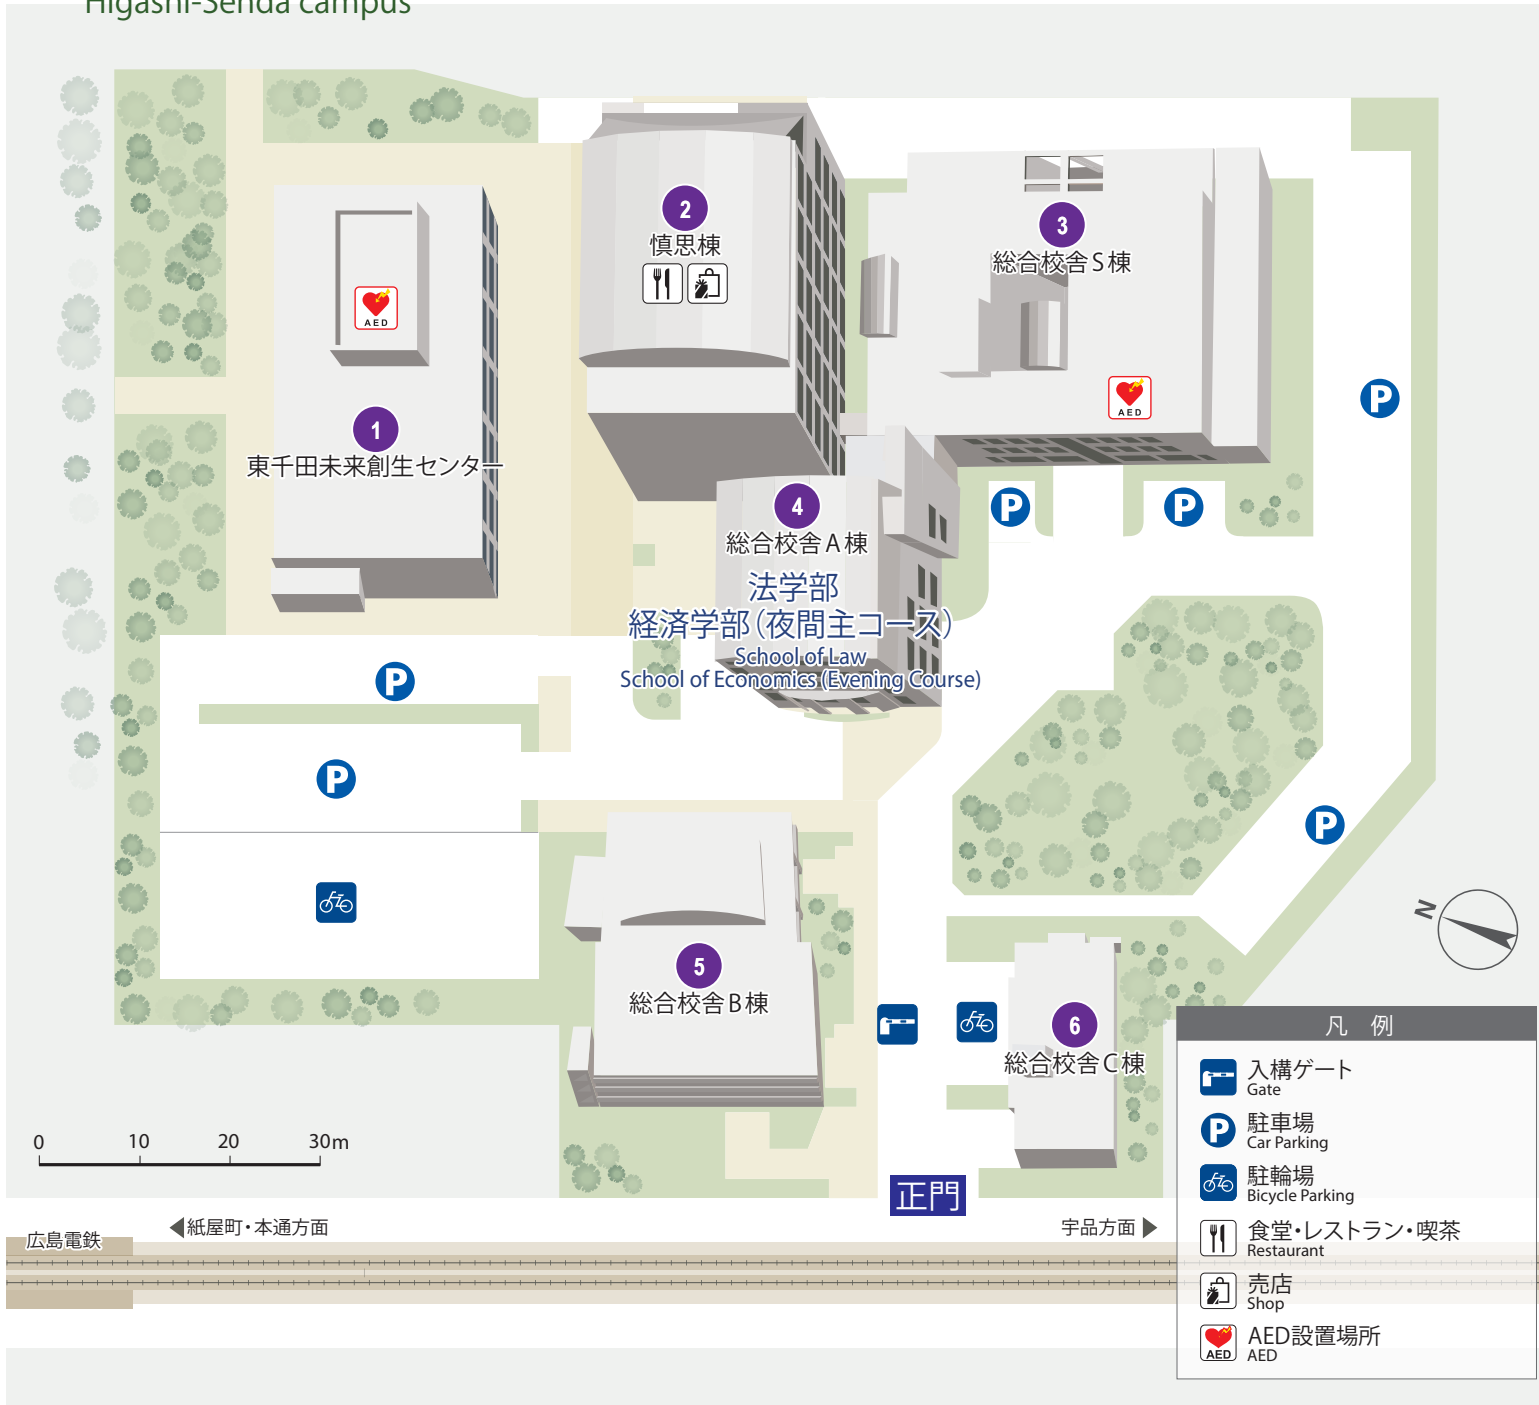 Higashi-Senda campus
2
慎思棟
3
総合校舎S棟
AED
AED
1
東千田未来創生センター
P
4
総合校舎A棟
P
P
法学部
経済学部(夜間主コース)
School of Law
School of Economics (Evening Course)
P
P
P
N
5
総合校舎B棟
6
総合校舎C棟
凡 例
入構ゲート
Gate
P
駐車場
Car Parking
駐輪場
Bicycle Parking
食堂・レストラン・喫茶
Restaurant
売店
Shop
AED
AED設置場所
AED
0 10 20 30m
正門
◀紙屋町・本通方面
宇品方面▶
広島電鉄